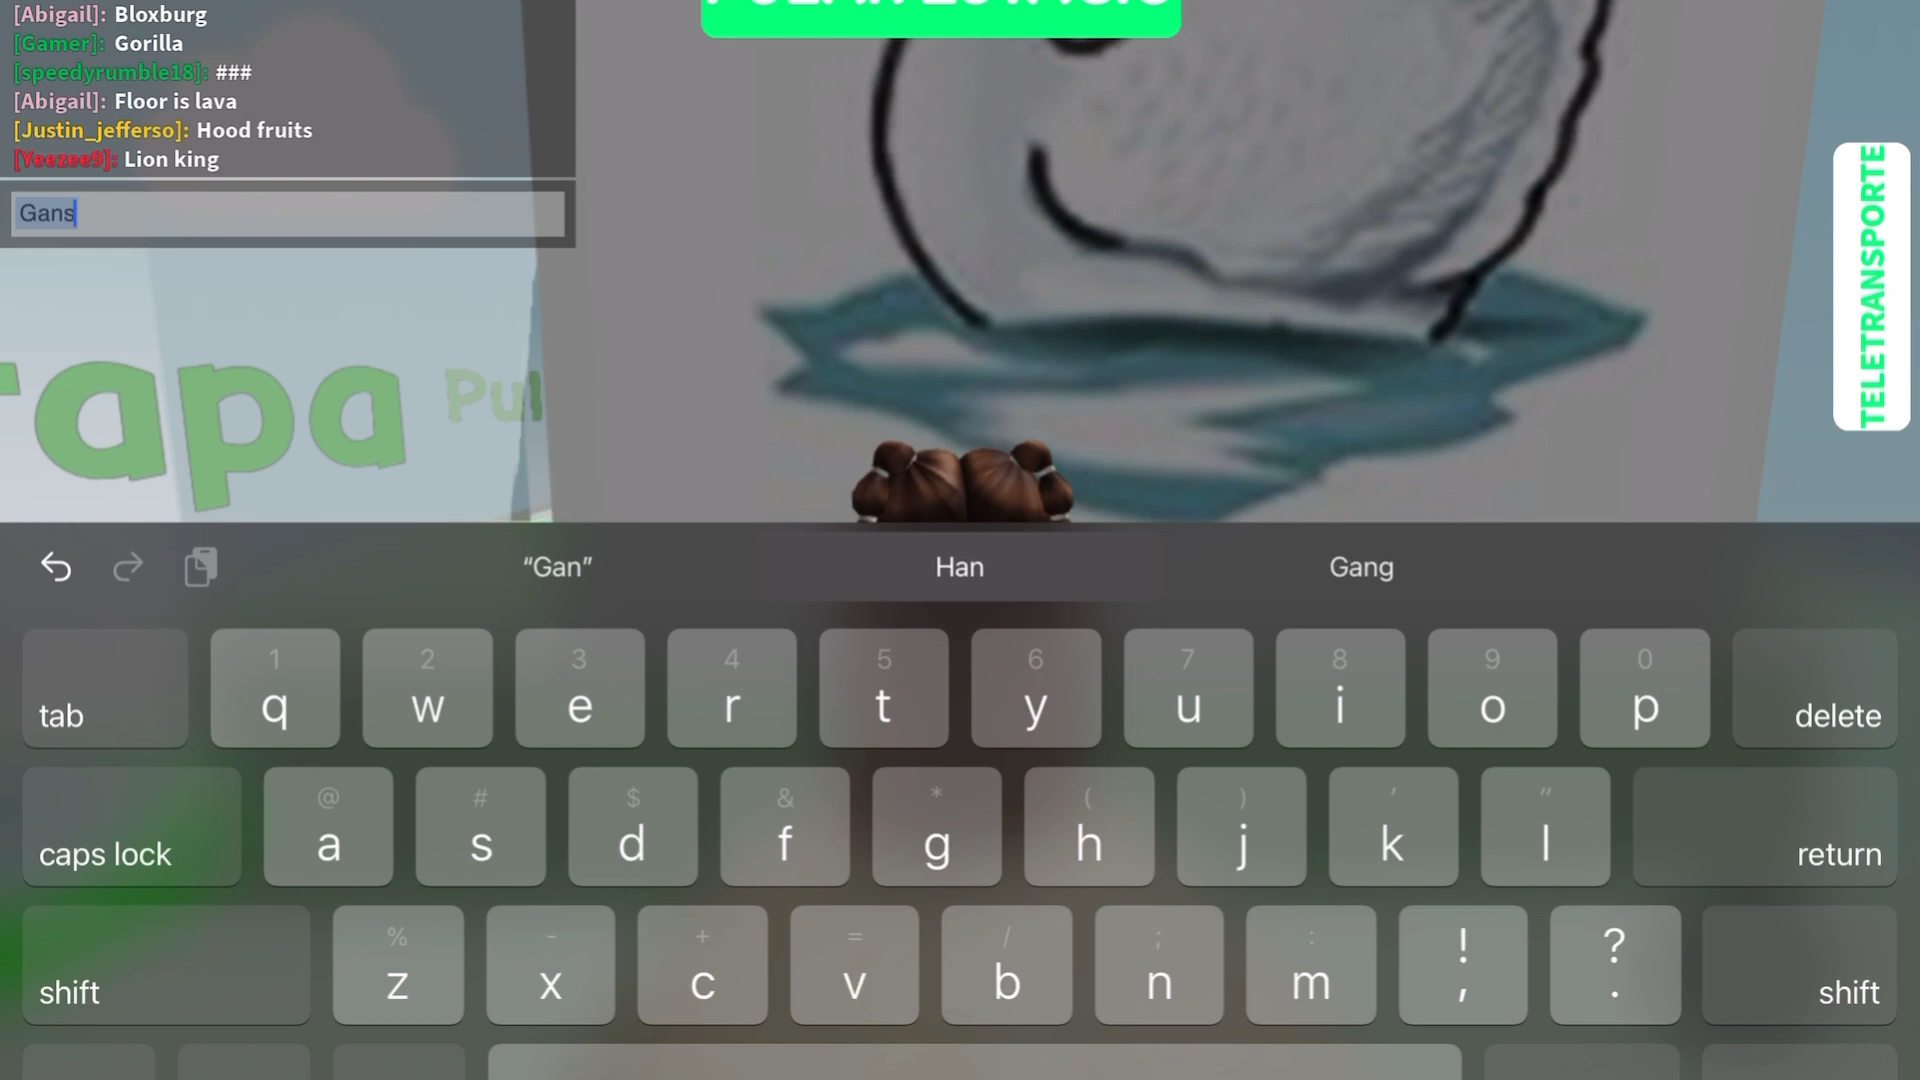 [Abigail]: Bloxburg
[Gamer]: Gorilla
[speedyrumble18]: ###
[Abigail]: Floor is lava
[Justin_jefferso]: Hood fruits
[Yeezee9]: Lion king
Gans
TELETRANSPORTE
apa
Pul
“Gan” Han Gang
1 2 3 4 5 6 7 8 9 0
tab q w e r t y u i o p delete
@ # $ & * ( ) ' "
caps lock a s d f g h j k l return
% - + = / ; : ! ?
shift z x c v b n m , . shift